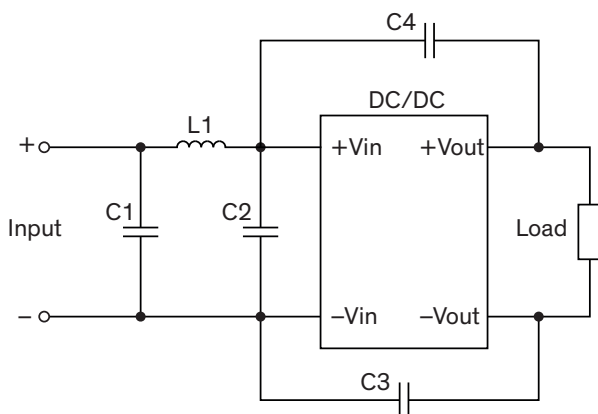 C4
DC/DC
L1
+
+Vin
+Vout
C1
C2
Input
Load
–
–Vin
–Vout
C3